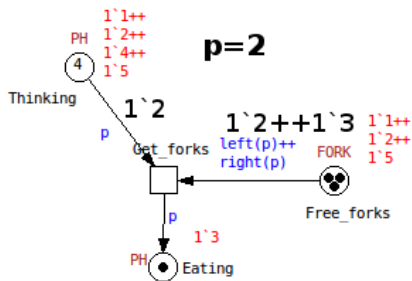 1`1++
PH 1`2++
1`4++
1`5
4
p=2
Thinking
1`2
p
Get_forks
1`2++1`3
left(p)++
right(p)
FORK
1`1++
1`2++
1`5
Free_forks
p
1`3
PH
Eating